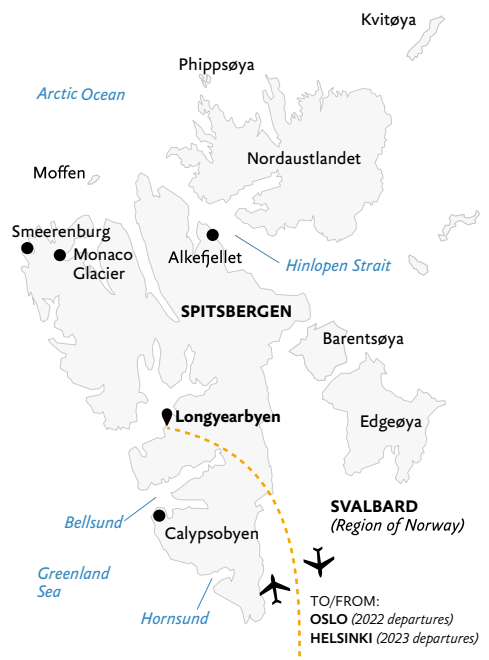 Kvitøya
Phippsøya
Arctic Ocean
Nordaustlandet
Moffen
Smeerenburg
Monaco
Glacier
Alkefjellet
Hinlopen Strait
SPITSBERGEN
Barentsøya
Longyearbyen
Edgeøya
SVALBARD
(Region of Norway)
Bellsund
Calypsobyen
Greenland
Sea
Hornsund
TO/FROM:
OSLO (2022 departures)
HELSINKI (2023 departures)